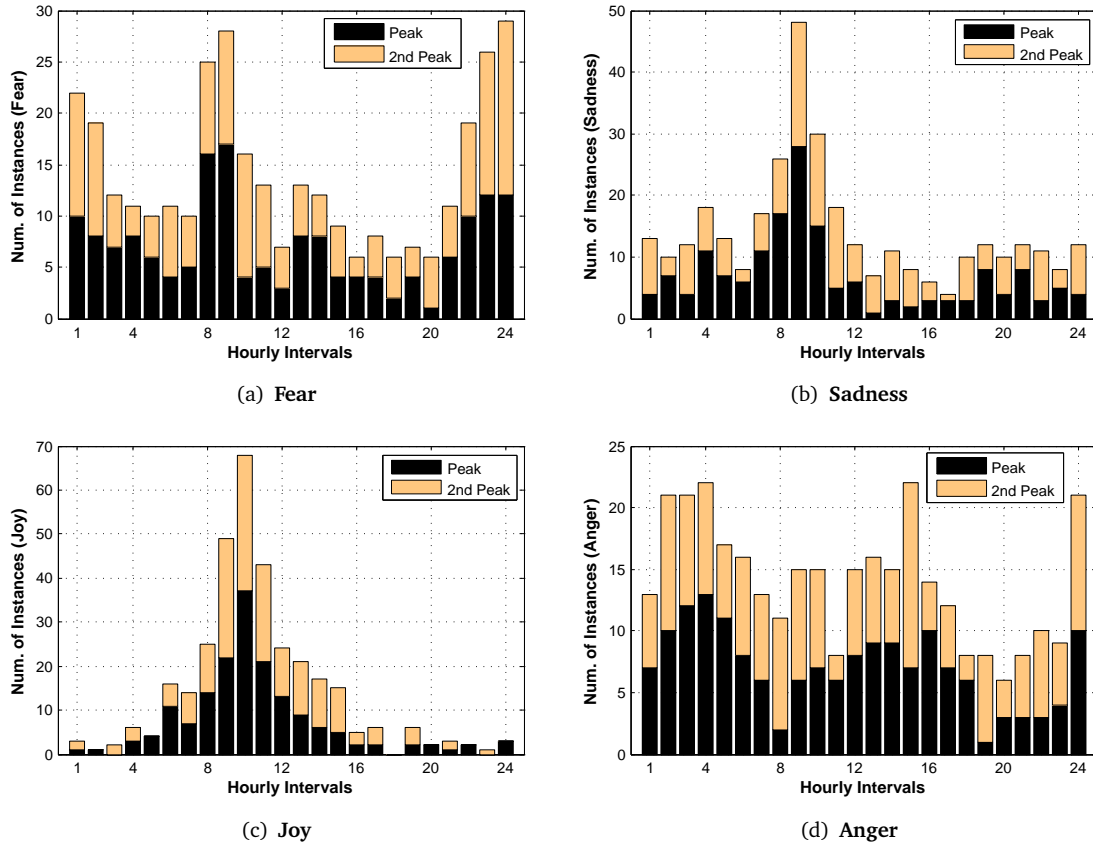 Num. of Instances (Fear)
30
25
20
15
10
5
0
Peak
2nd Peak
1 4 8 12 16 20 24
Hourly Intervals
(a) Fear
Num. of Instances (Sadness)
50
40
30
20
10
0
Peak
2nd Peak
1 4 8 12 16 20 24
Hourly Intervals
(b) Sadness
Num. of Instances (Joy)
70
60
50
40
30
20
10
0
Peak
2nd Peak
1 4 8 12 16 20 24
Hourly Intervals
(c) Joy
Num. of Instances (Anger)
25
20
15
10
5
0
Peak
2nd Peak
1 4 8 12 16 20 24
Hourly Intervals
(d) Anger